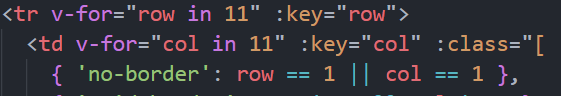 <tr v-for="row in 11" :key="row">
<td v-for="col in 11" :key="col" :class="[
{ 'no-border': row == 1 || col == 1 },